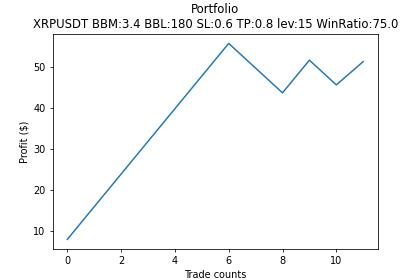 Portfolio
XRPUSDT BBM:3.4 BBL:180 SL:0.6 TP:0.8 lev:15 WinRatio:75.0
Profit ($)
50
40
30
20
10
0 2 4 6 8 10
Trade counts